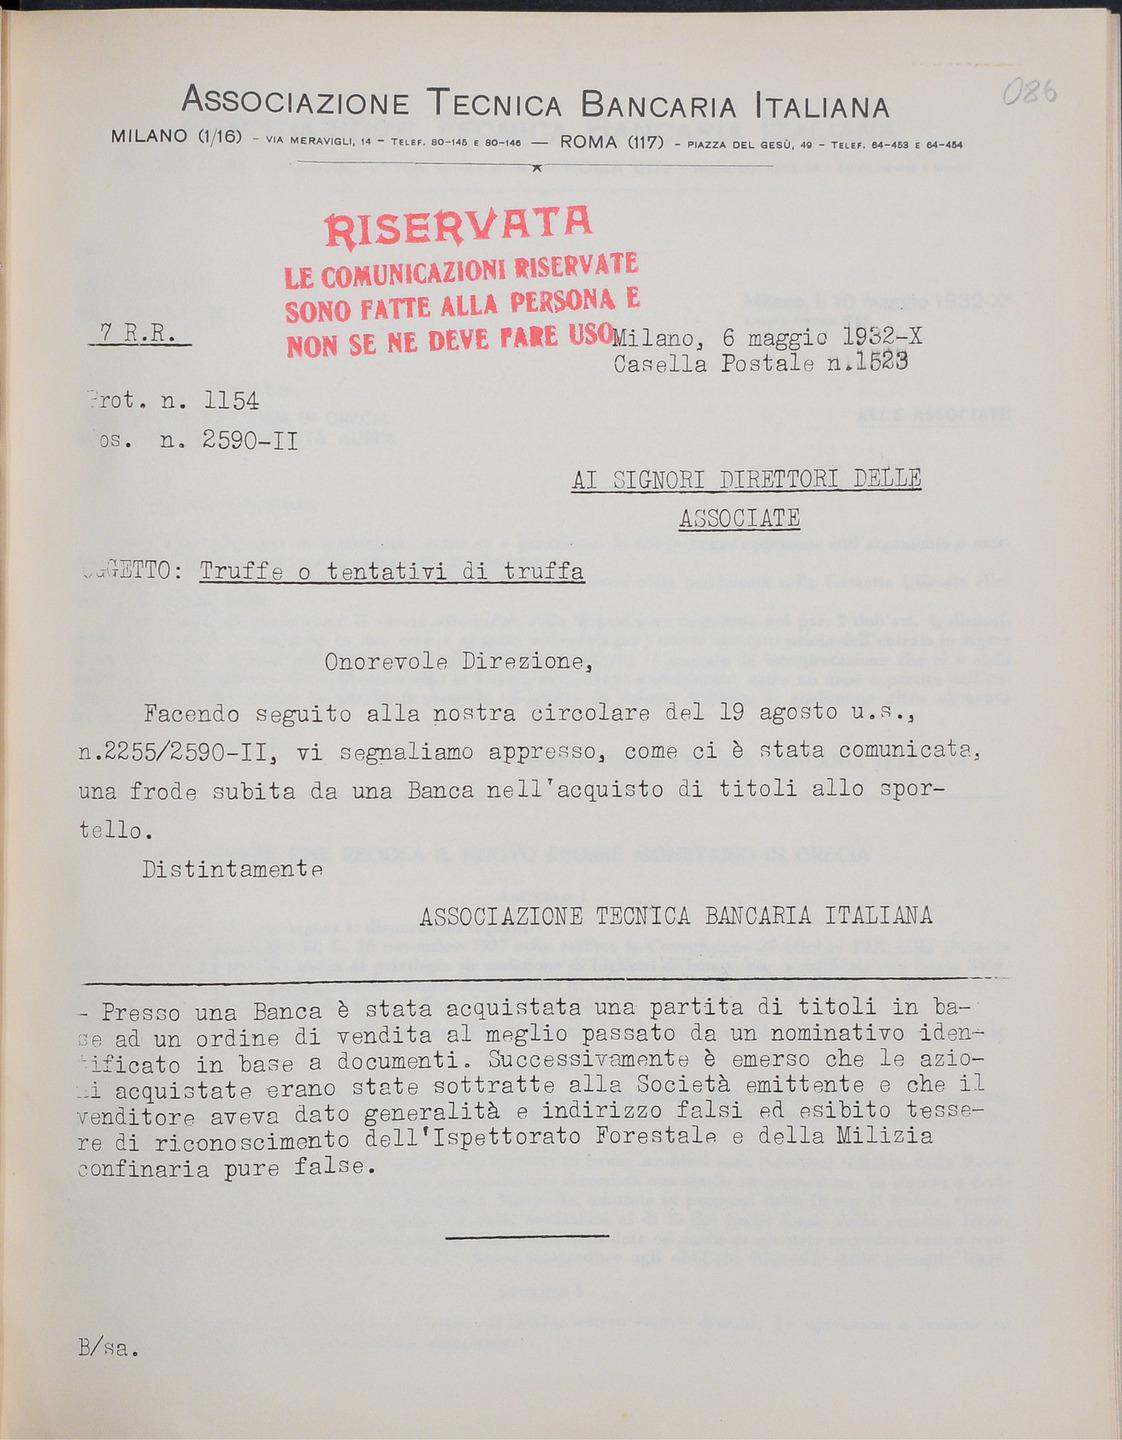 086
ASSOCIAZIONE TECNICA BANCARIA ITALIANA
MILANO (1/16) - VIA MERAVIGLI, 14 - TELEF. 80-145 E 80-146 — ROMA (117) - PIAZZA DEL GESÙ, 49 - TELEF. 64-453 E 64-454
RISERVATA
LE COMUNICAZIONI RISERVATE
SONO FATTE ALLA PERSONA E
NON SE NE DEVE FARE USO
7 R.R.
Milano, 6 maggio 1932-X
Casella Postale n.1523
Prot. n. 1154
os. n. 2590-II
AI SIGNORI DIRETTORI DELLE
ASSOCIATE
OGGETTO: Truffe o tentativi di truffa
Onorevole Direzione,
Facendo seguito alla nostra circolare del 19 agosto u.s.,
n.2255/2590-II, vi segnaliamo appresso, come ci è stata comunicata,
una frode subita da una Banca nell'acquisto di titoli allo spor-
tello.
Distintamente
ASSOCIAZIONE TECNICA BANCARIA ITALIANA
- Presso una Banca è stata acquistata una partita di titoli in ba-
se ad un ordine di vendita al meglio passato da un nominativo iden-
tificato in base a documenti. Successivamente è emerso che le azio-
ni acquistate erano state sottratte alla Società emittente e che il
venditore aveva dato generalità e indirizzo falsi ed esibito tesse-
re di riconoscimento dell'Ispettorato Forestale e della Milizia
confinaria pure false.
B/sa.